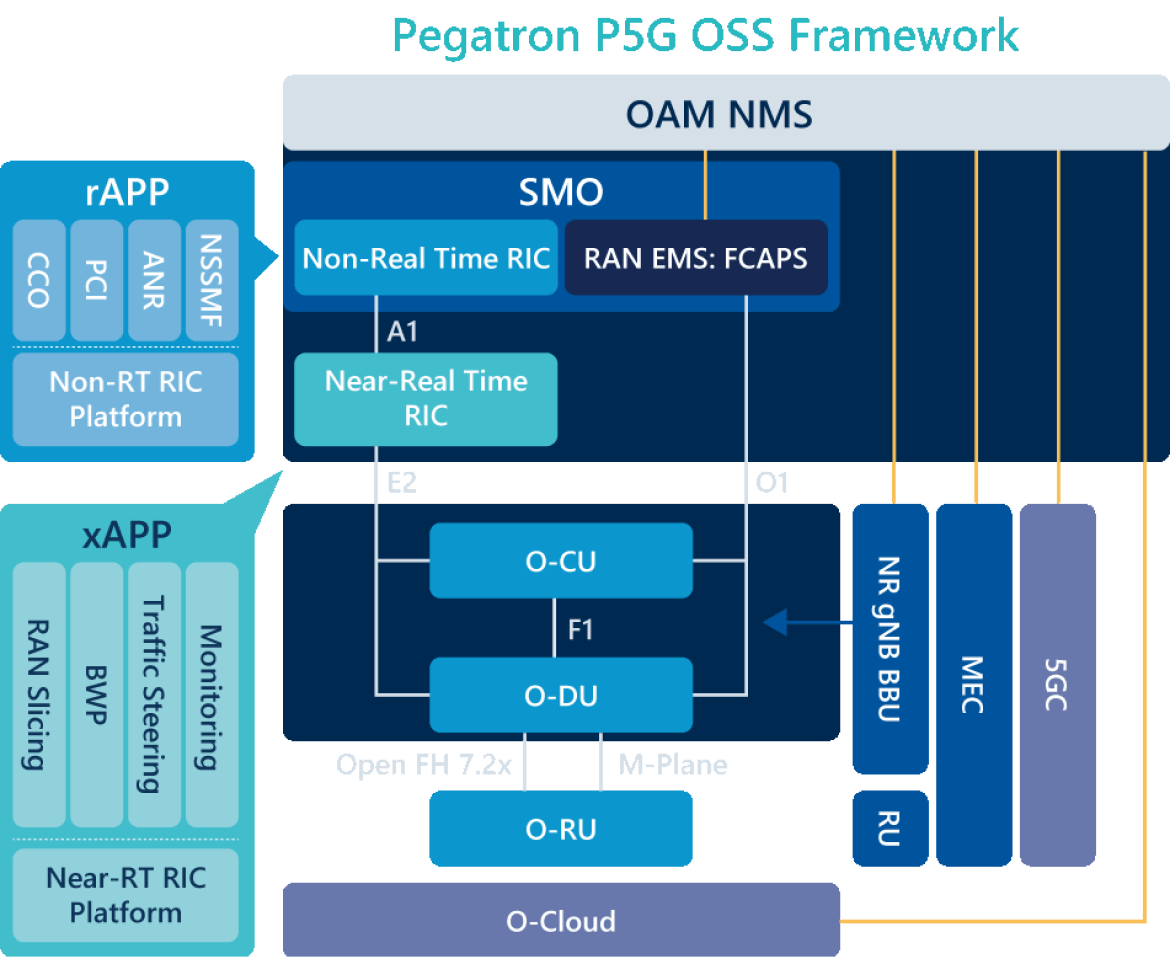 Pegatron P5G OSS Framework
OAM NMS
rAPP
CCO
PCI
ANR
NSSMF
Non-RT RIC
Platform
SMO
Non-Real Time RIC
RAN EMS: FCAPS
A1
Near-Real Time
RIC
E2
O1
xAPP
RAN Slicing
BWP
Traffic Steering
Monitoring
Near-RT RIC
Platform
O-CU
F1
O-DU
Open FH 7.2x
M-Plane
O-RU
NR gNB BBU
RU
MEC
5GC
O-Cloud